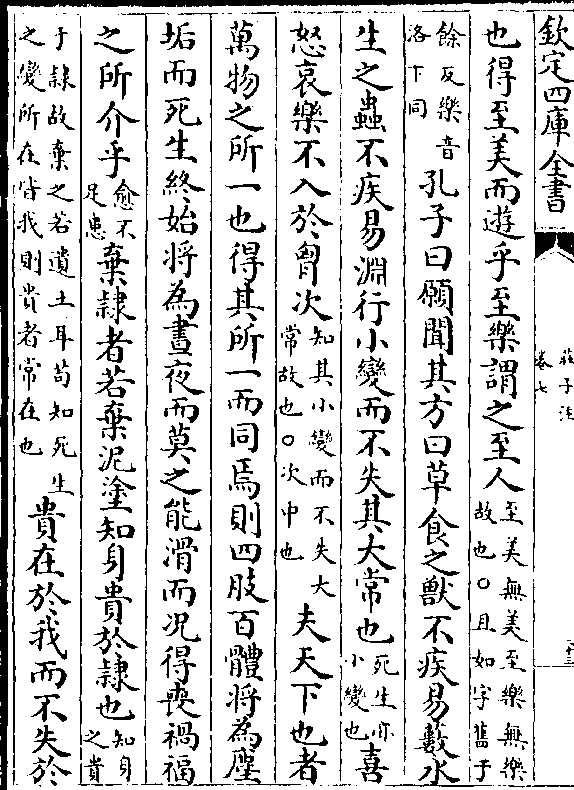 欽定四庫全書
莊子注
卷七
也得至美而遊乎至樂謂之至人至美無美至樂無樂故也○且如字舊子
餘反樂音洛下同孔子曰願聞其方曰草食之獸不疾易藪水
生之蟲不疾易淵行小變而不失其大常也死生亦小變也喜
怒哀樂不入於胷次知其小變而不失大常故也○次中也夫天下也者
萬物之所一也得其所一而同焉則四肢百體將為塵
垢而死生終始將為晝夜而莫之能滑而况得喪禍福
之所介乎愈不足患棄隸者若棄泥塗知身貴於隸也知身之貴
于隸故棄之若遺土耳苟知死生之變所在皆我則貴者常在也貴在於我而不失於